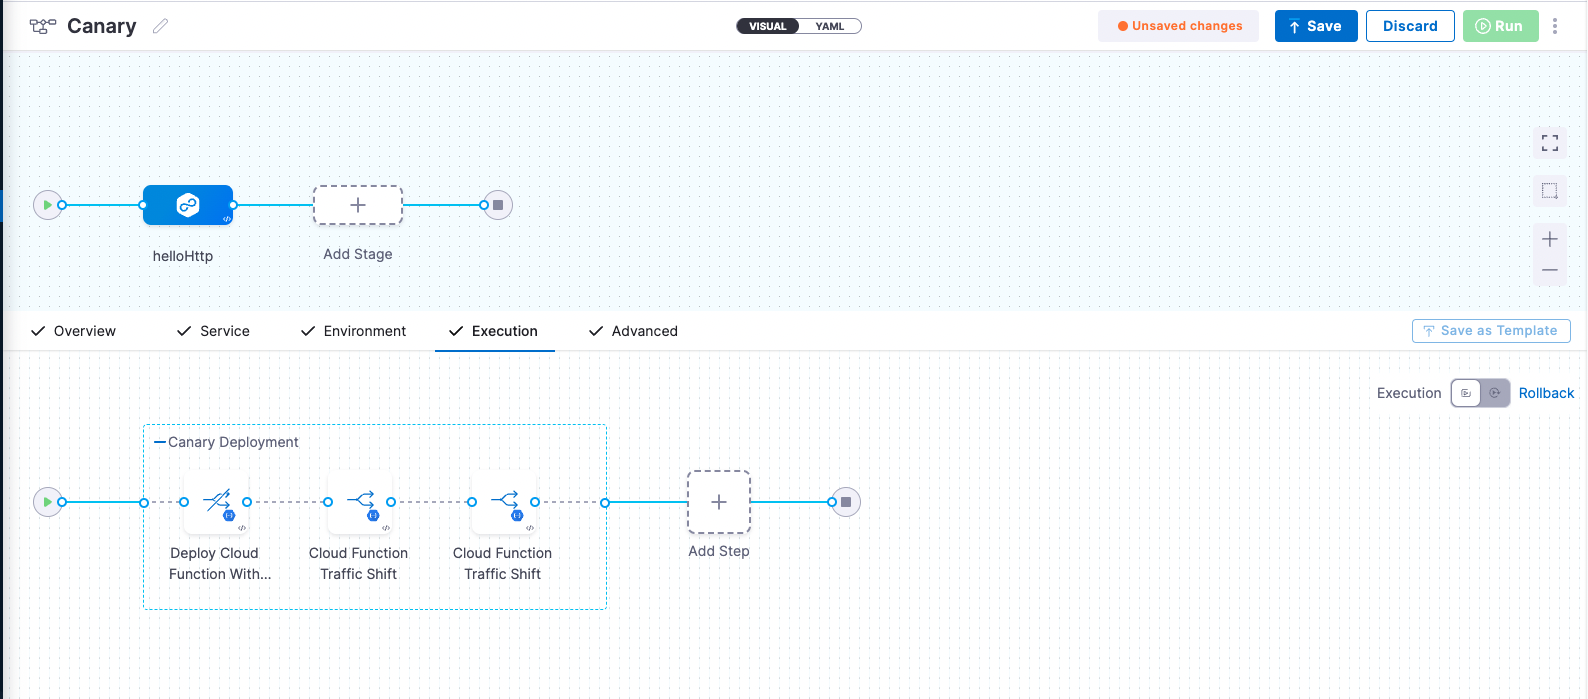 Canary
VISUAL
YAML
Unsaved changes
Save
Discard
Run
helloHttp
Add Stage
Overview
Service
Environment
Execution
Advanced
Save as Template
Execution
Rollback
Canary Deployment
Deploy Cloud
Function With...
Cloud Function
Traffic Shift
Cloud Function
Traffic Shift
Add Step